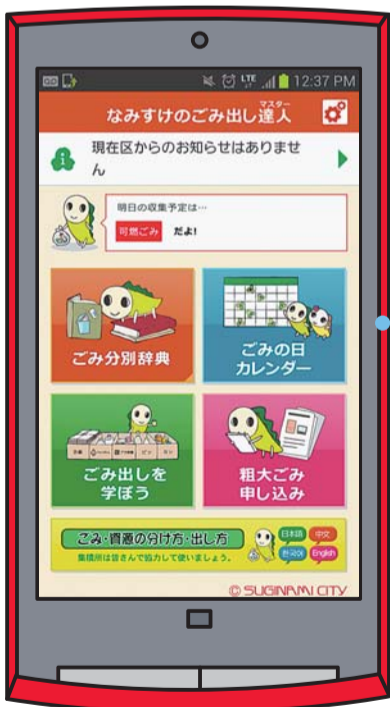 LTE 12:37 PM
なみすけのごみ出し達人
マスター
現在区からのお知らせはありませ
ん
明日の収集予定は…
可燃ごみ だよ!
ごみ分別辞典
ごみの日
カレンダー
ごみ出しを
学ぼう
粗大ごみ
申し込み
ごみ・資源の分け方・出し方
集積所は皆さんで協力して使いましょう。
日本語 中文
한국어 English
© SUGINAMI CITY